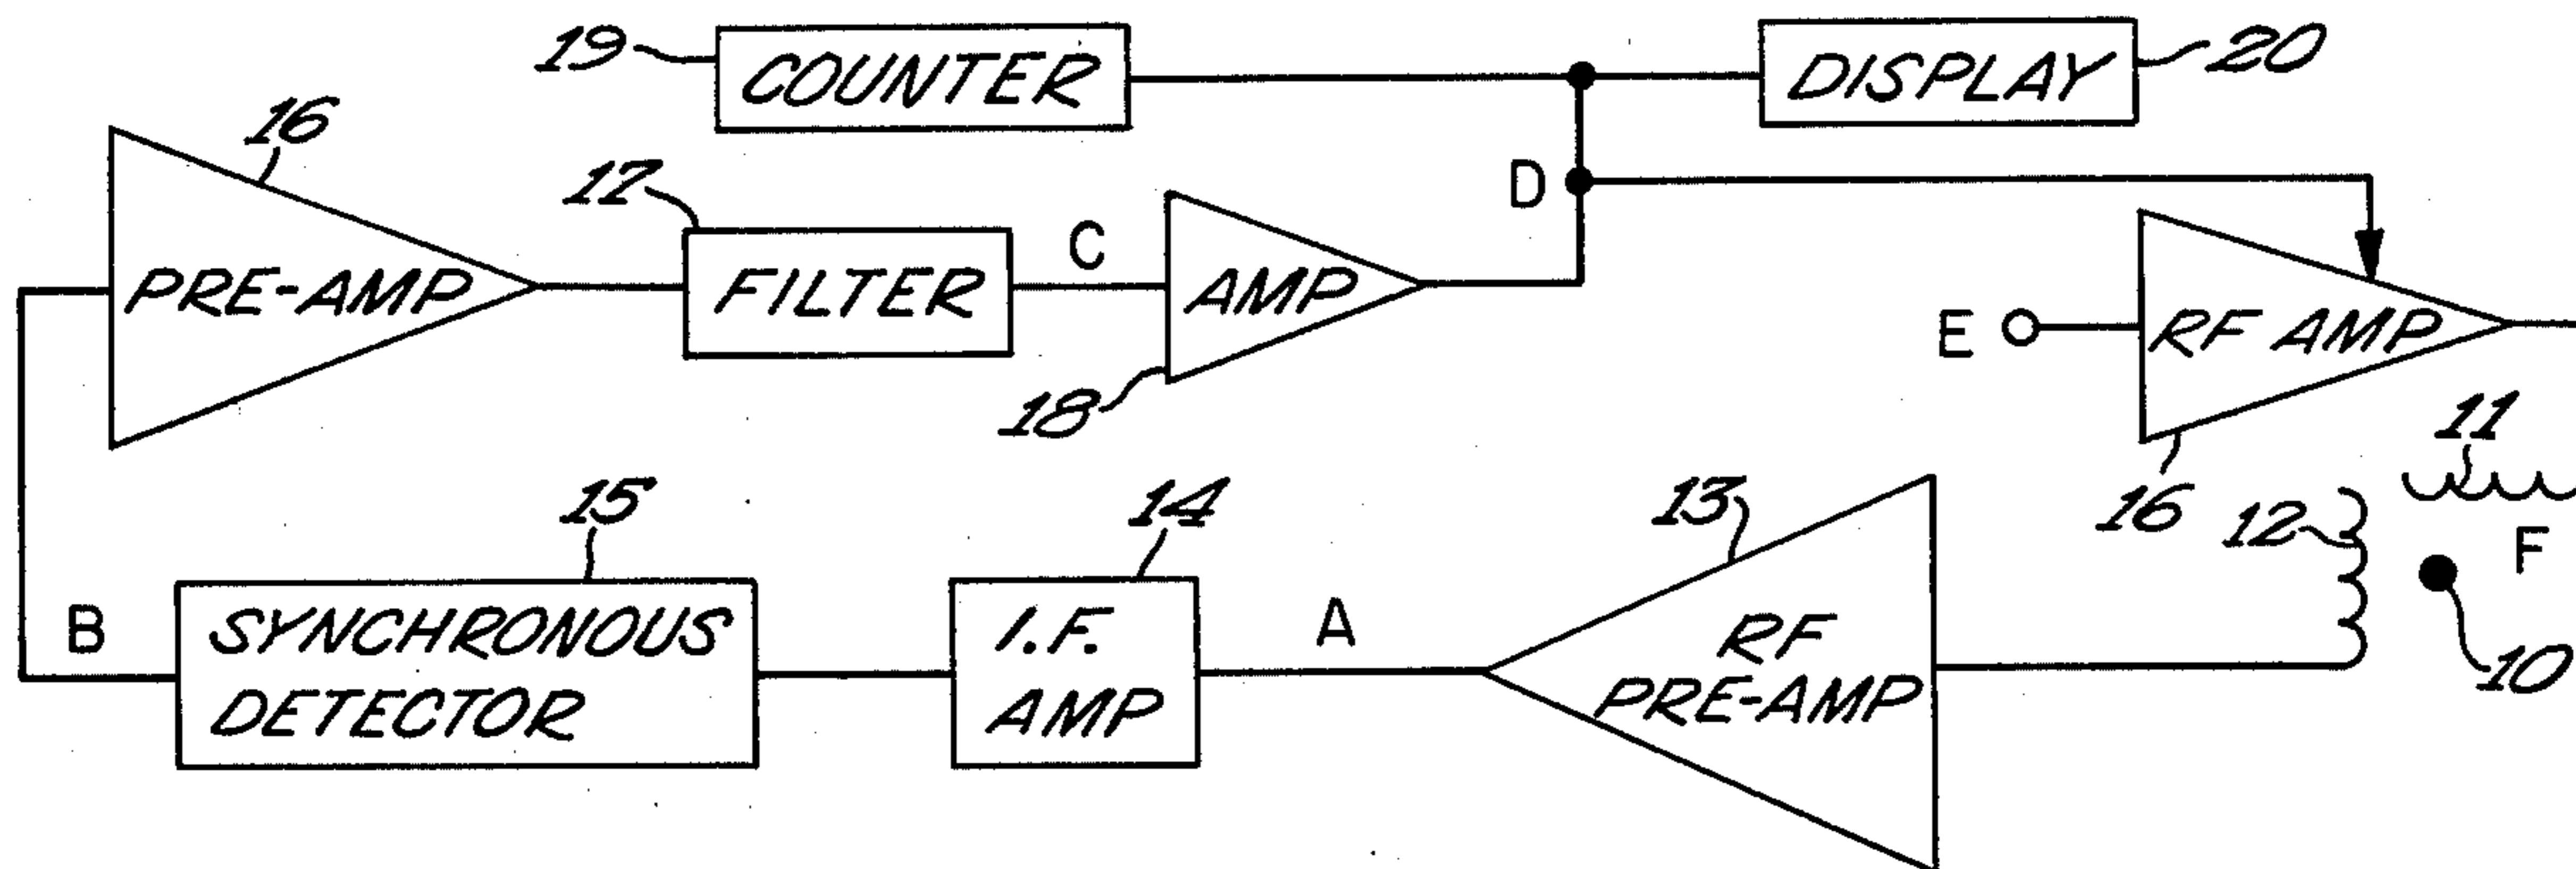 19
COUNTER
DISPLAY
20
16
PRE-AMP
17
FILTER
C
AMP
18
D
E
RF AMP
16
11
12
F
10
13
RF
PRE-AMP
A
14
I.F.
AMP
15
SYNCHRONOUS
DETECTOR
B